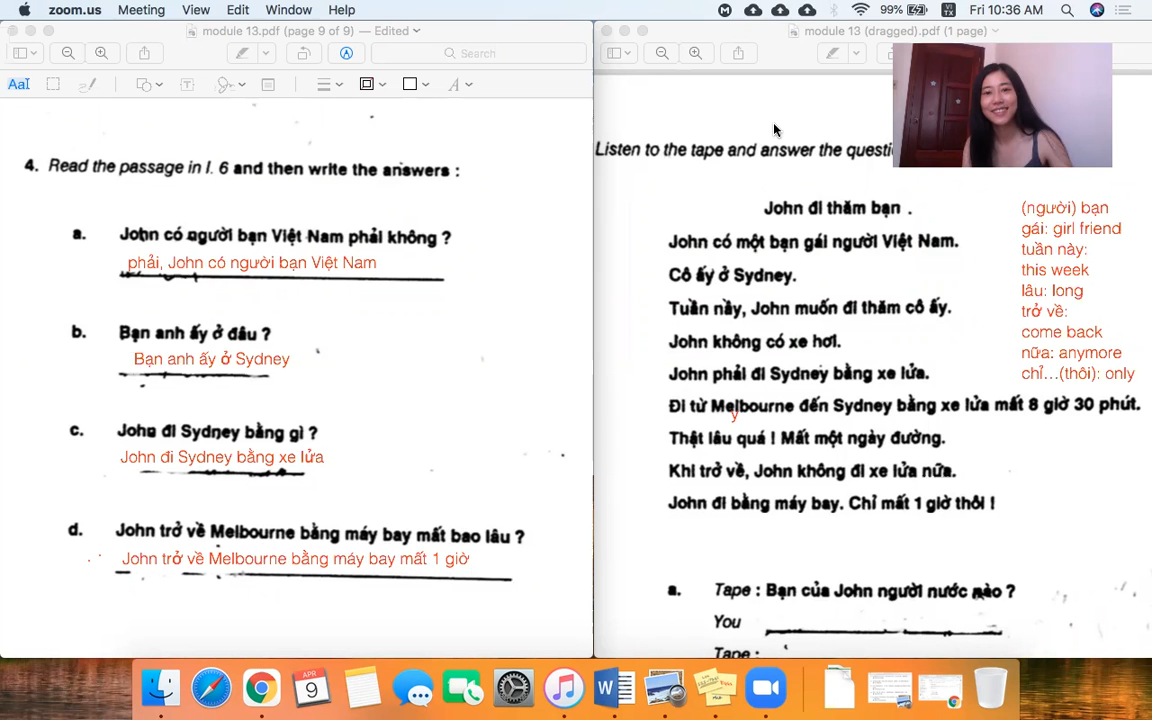 zoom.us Meeting View Edit Window Help
99% VI TX Fri 10:36 AM
module 13.pdf (page 9 of 9) — Edited
Search
AaI
A
4. Read the passage in I. 6 and then write the answers :
a. John có người bạn Việt Nam phải không ?
phải, John có người bạn Việt Nam
b. Bạn anh ấy ở đâu ?
Bạn anh ấy ở Sydney
c. John đi Sydney bằng gì ?
John đi Sydney bằng xe lửa
d. John trở về Melbourne bằng máy bay mất bao lâu ?
John trở về Melbourne bằng máy bay mất 1 giờ
module 13 (dragged).pdf (1 page)
Listen to the tape and answer the questi
John đi thăm bạn .
John có một bạn gái người Việt Nam.
Cô ấy ở Sydney.
Tuần nầy, John muốn đi thăm cô ấy.
John không có xe hơi.
John phải đi Sydney bằng xe lửa.
Đi từ Melbourne đến Sydney bằng xe lửa mất 8 giờ 30 phút.
y
Thật lâu quá ! Mất một ngày đường.
Khi trở về, John không đi xe lửa nữa.
John đi bằng máy bay. Chỉ mất 1 giờ thôi !
(người) bạn
gái: girl friend
tuần này:
this week
lâu: long
trở về:
come back
nữa: anymore
chỉ...(thôi): only
a. Tape : Bạn của John người nước nào ?
You
Tape :
APR
9
W